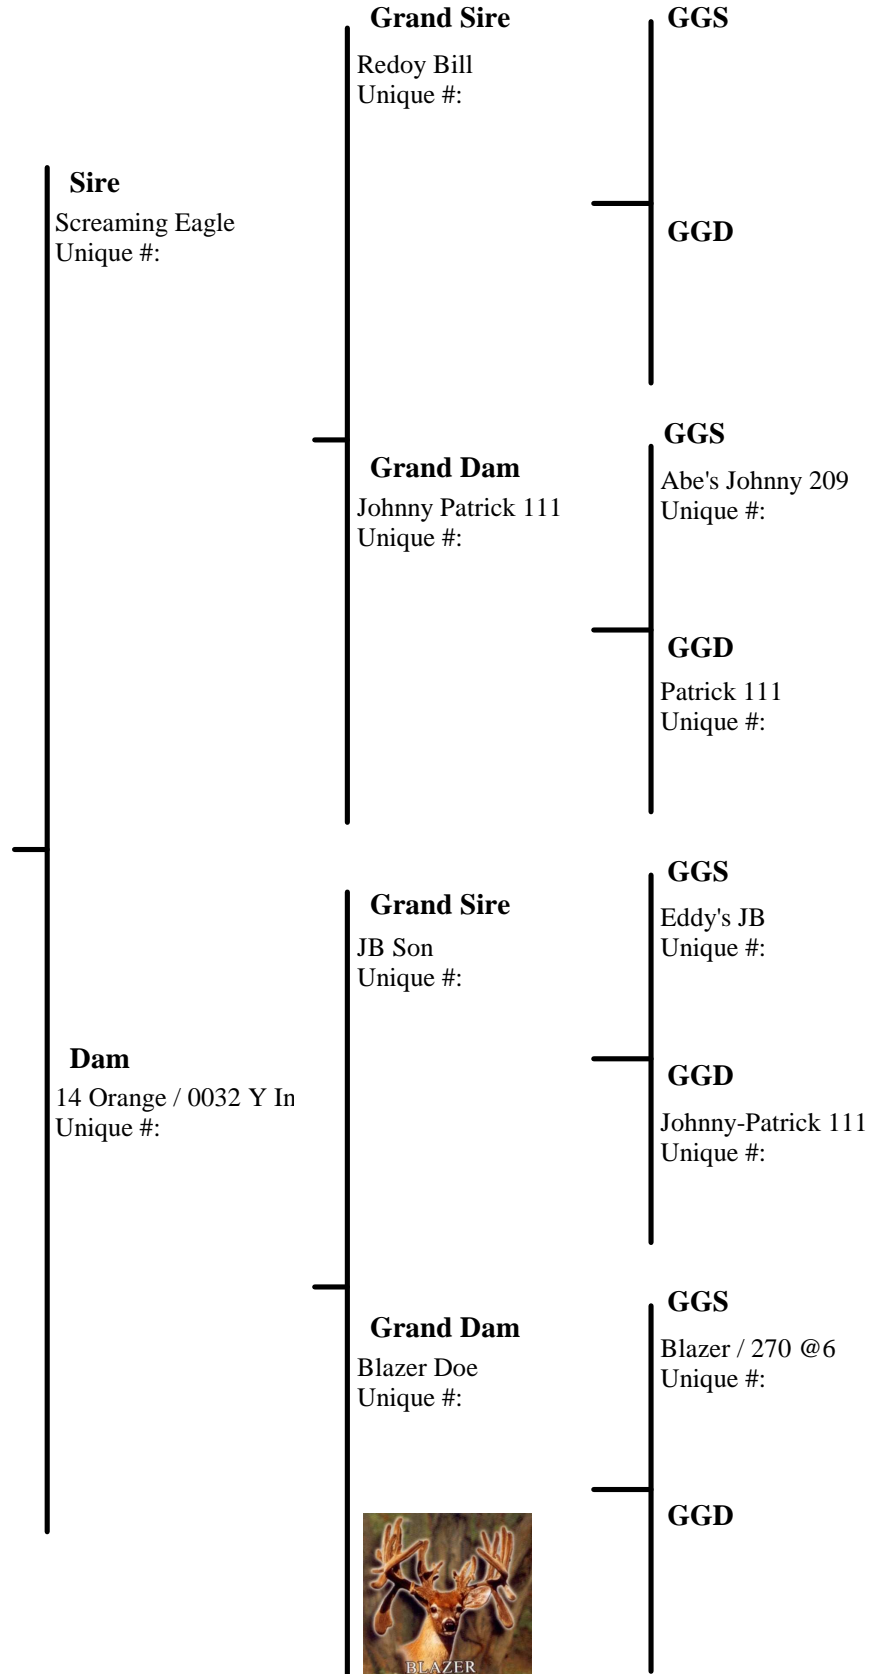 Grand Sire
Redoy Bill
Unique #:
GGS
GGD
Sire
Screaming Eagle
Unique #:
Grand Dam
Johnny Patrick 111
Unique #:
GGS
Abe's Johnny 209
Unique #:
GGD
Patrick 111
Unique #:
Grand Sire
JB Son
Unique #:
GGS
Eddy's JB
Unique #:
GGD
Johnny-Patrick 111
Unique #:
Dam
14 Orange / 0032 Y In
Unique #:
Grand Dam
Blazer Doe
Unique #:
GGS
Blazer / 270 @6
Unique #:
GGD
BLAZER